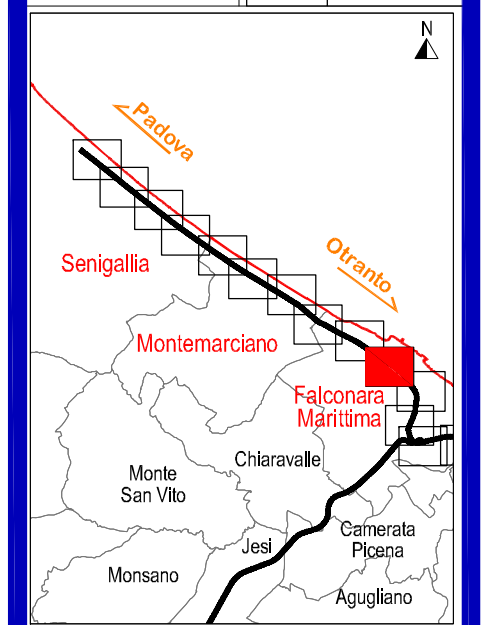 N
Padova
Otranto
Senigallia
Montemarciano
Falconara
Marittima
Chiaravalle
Monte
San Vito
Camerata
Picena
Jesi
Monsano
Agugliano